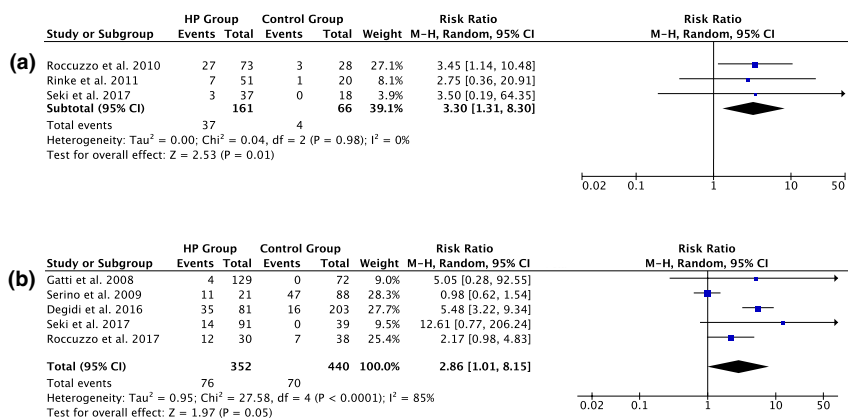 HP Group Control Group Risk Ratio Risk Ratio
Study or Subgroup Events Total Events Total Weight M-H, Random, 95% CI M-H, Random, 95% CI
(a)
Roccuzzo et al. 2010 27 73 3 28 27.1% 3.45 [1.14, 10.48]
Rinke et al. 2011 7 51 1 20 8.1% 2.75 [0.36, 20.91]
Seki et al. 2017 3 37 0 18 3.9% 3.50 [0.19, 64.35]
Subtotal (95% CI) 161 66 39.1% 3.30 [1.31, 8.30]
Total events 37 4
Heterogeneity: Tau² = 0.00; Chi² = 0.04, df = 2 (P = 0.98); I² = 0%
Test for overall effect: Z = 2.53 (P = 0.01)
0.02 0.1 1 10 50
HP Group Control Group Risk Ratio Risk Ratio
Study or Subgroup Events Total Events Total Weight M-H, Random, 95% CI M-H, Random, 95% CI
(b)
Gatti et al. 2008 4 129 0 72 9.0% 5.05 [0.28, 92.55]
Serino et al. 2009 11 21 47 88 28.3% 0.98 [0.62, 1.54]
Degidi et al. 2016 35 81 16 203 27.7% 5.48 [3.22, 9.34]
Seki et al. 2017 14 91 0 39 9.5% 12.61 [0.77, 206.24]
Roccuzzo et al. 2017 12 30 7 38 25.4% 2.17 [0.98, 4.83]
Total (95% CI) 352 440 100.0% 2.86 [1.01, 8.15]
Total events 76 70
Heterogeneity: Tau² = 0.95; Chi² = 27.58, df = 4 (P < 0.0001); I² = 85%
Test for overall effect: Z = 1.97 (P = 0.05)
0.02 0.1 1 10 50